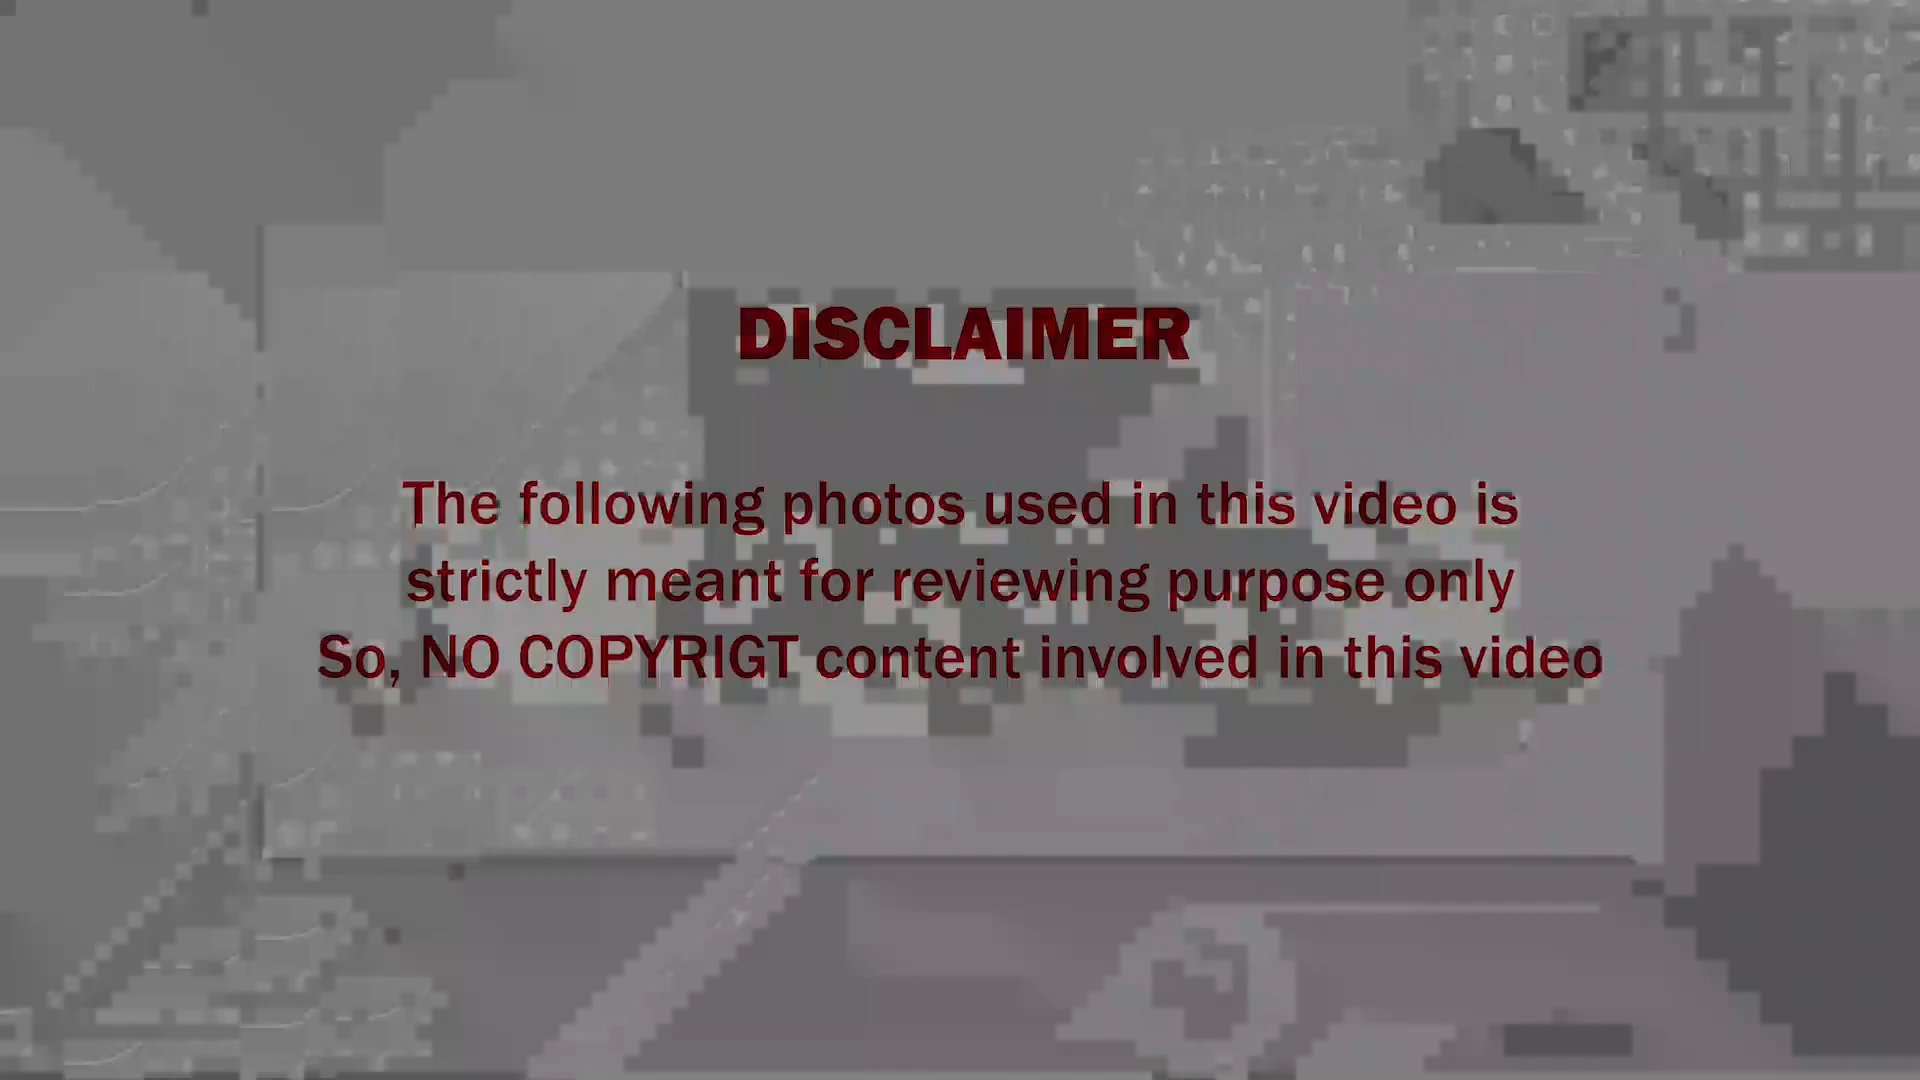 DISCLAIMER
The following photos used in this video is
strictly meant for reviewing purpose only
So, NO COPYRIGT content involved in this video